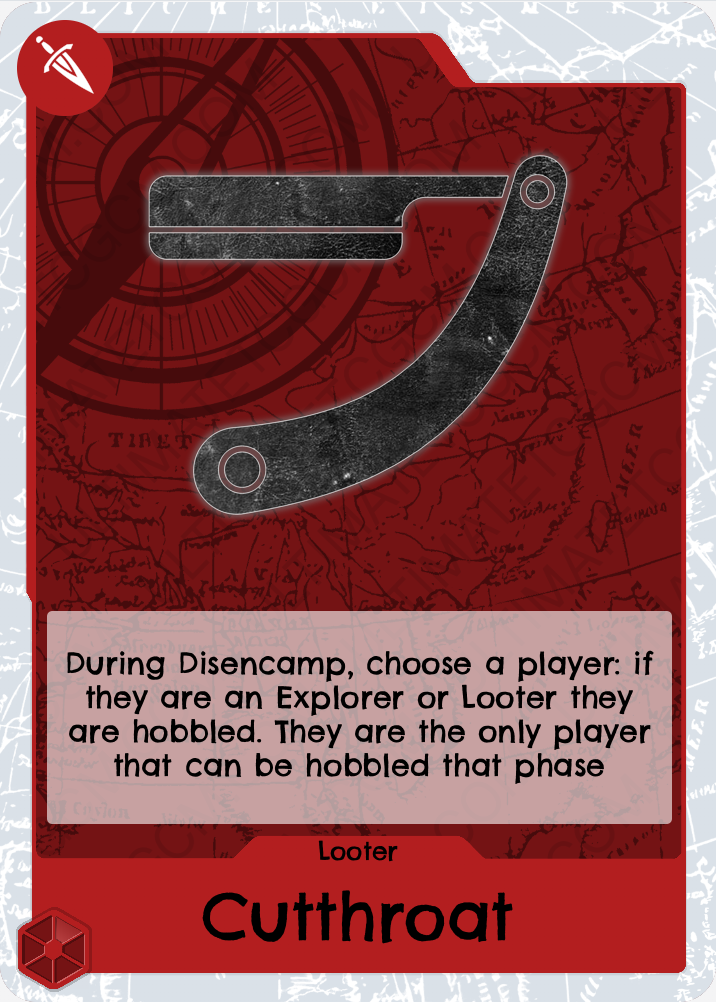 TIBET
During Disencamp, choose a player: if
they are an Explorer or Looter they
are hobbled. They are the only player
that can be hobbled that phase
Looter
Cutthroat